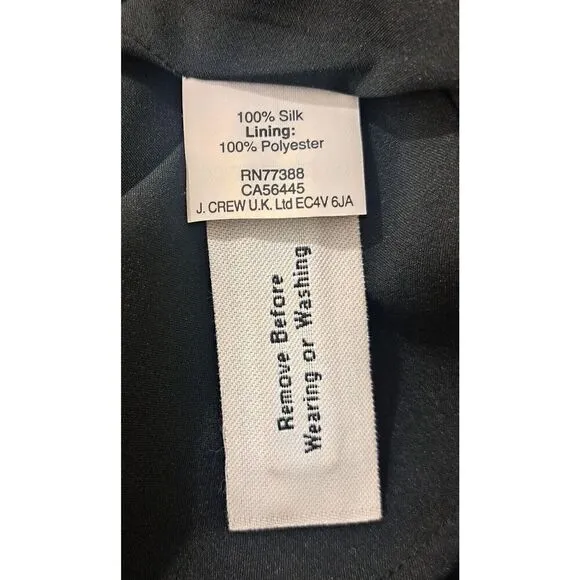 100% Silk
Lining:
100% Polyester
RN77388
CA56445
J. CREW U.K. Ltd EC4V 6JA
Remove Before
Wearing or Washing